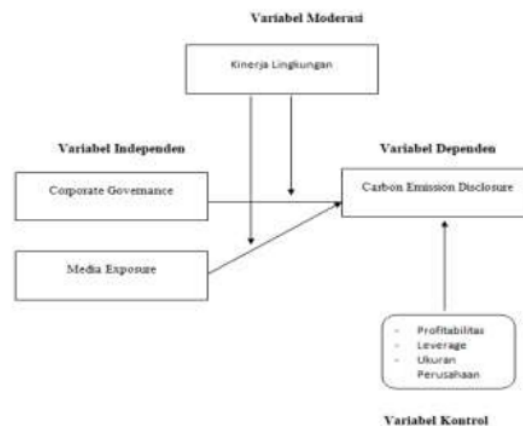 Variabel Moderasi
Kinerja Lingkungan
Variabel Independen
Variabel Dependen
Corporate Governance
Carbon Emission Disclosure
Media Exposure
- Profitabilitas
- Leverage
- Ukuran
Perusahaan
Variabel Kontrol